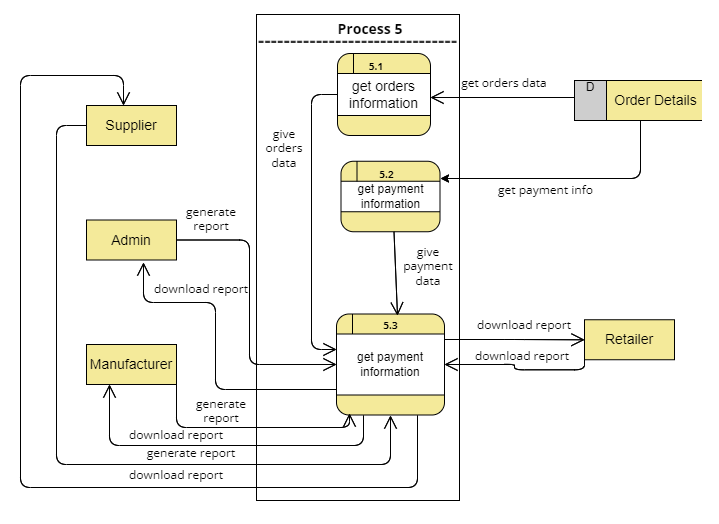 Process 5
5.1
get orders
information
get orders data
D
Order Details
Supplier
give
orders
data
5.2
get payment
information
get payment info
generate
report
Admin
give
payment
data
download report
5.3
get payment
information
download report
Retailer
download report
Manufacturer
generate
report
download report
generate report
download report